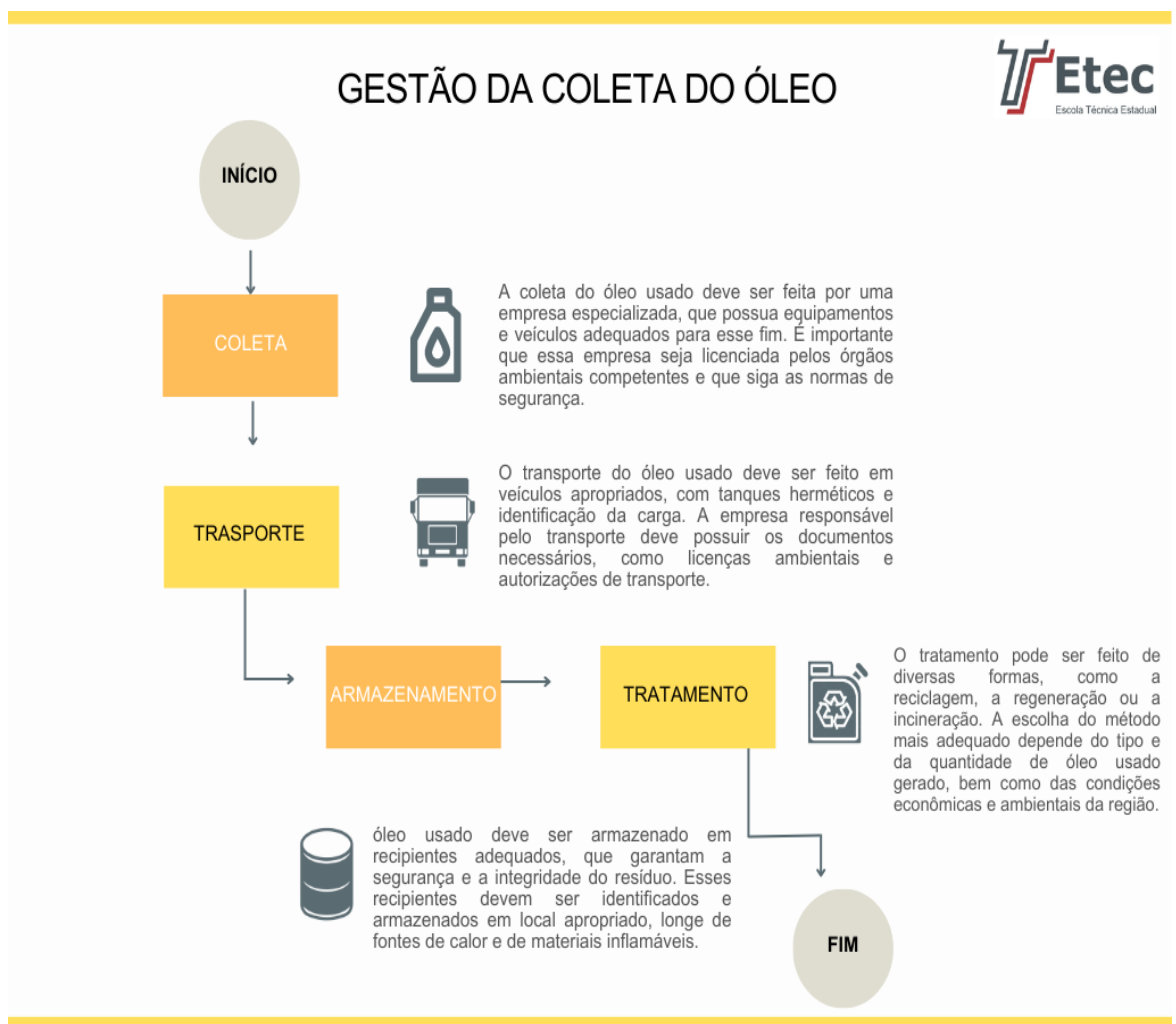 GESTÃO DA COLETA DO ÓLEO
Etec
Escola Técnica Estadual
INÍCIO
COLETA
A coleta do óleo usado deve ser feita por uma
empresa especializada, que possua equipamentos
e veículos adequados para esse fim. É importante
que essa empresa seja licenciada pelos órgãos
ambientais competentes e que siga as normas de
segurança.
TRASPORTE
O transporte do óleo usado deve ser feito em
veículos apropriados, com tanques herméticos e
identificação da carga. A empresa responsável
pelo transporte deve possuir os documentos
necessários, como licenças ambientais e
autorizações de transporte.
ARMAZENAMENTO
TRATAMENTO
O tratamento pode ser feito de
diversas formas, como a
reciclagem, a regeneração ou a
incineração. A escolha do método
mais adequado depende do tipo e
da quantidade de óleo usado
gerado, bem como das condições
econômicas e ambientais da região.
óleo usado deve ser armazenado em
recipientes adequados, que garantam a
segurança e a integridade do resíduo. Esses
recipientes devem ser identificados e
armazenados em local apropriado, longe de
fontes de calor e de materiais inflamáveis.
FIM